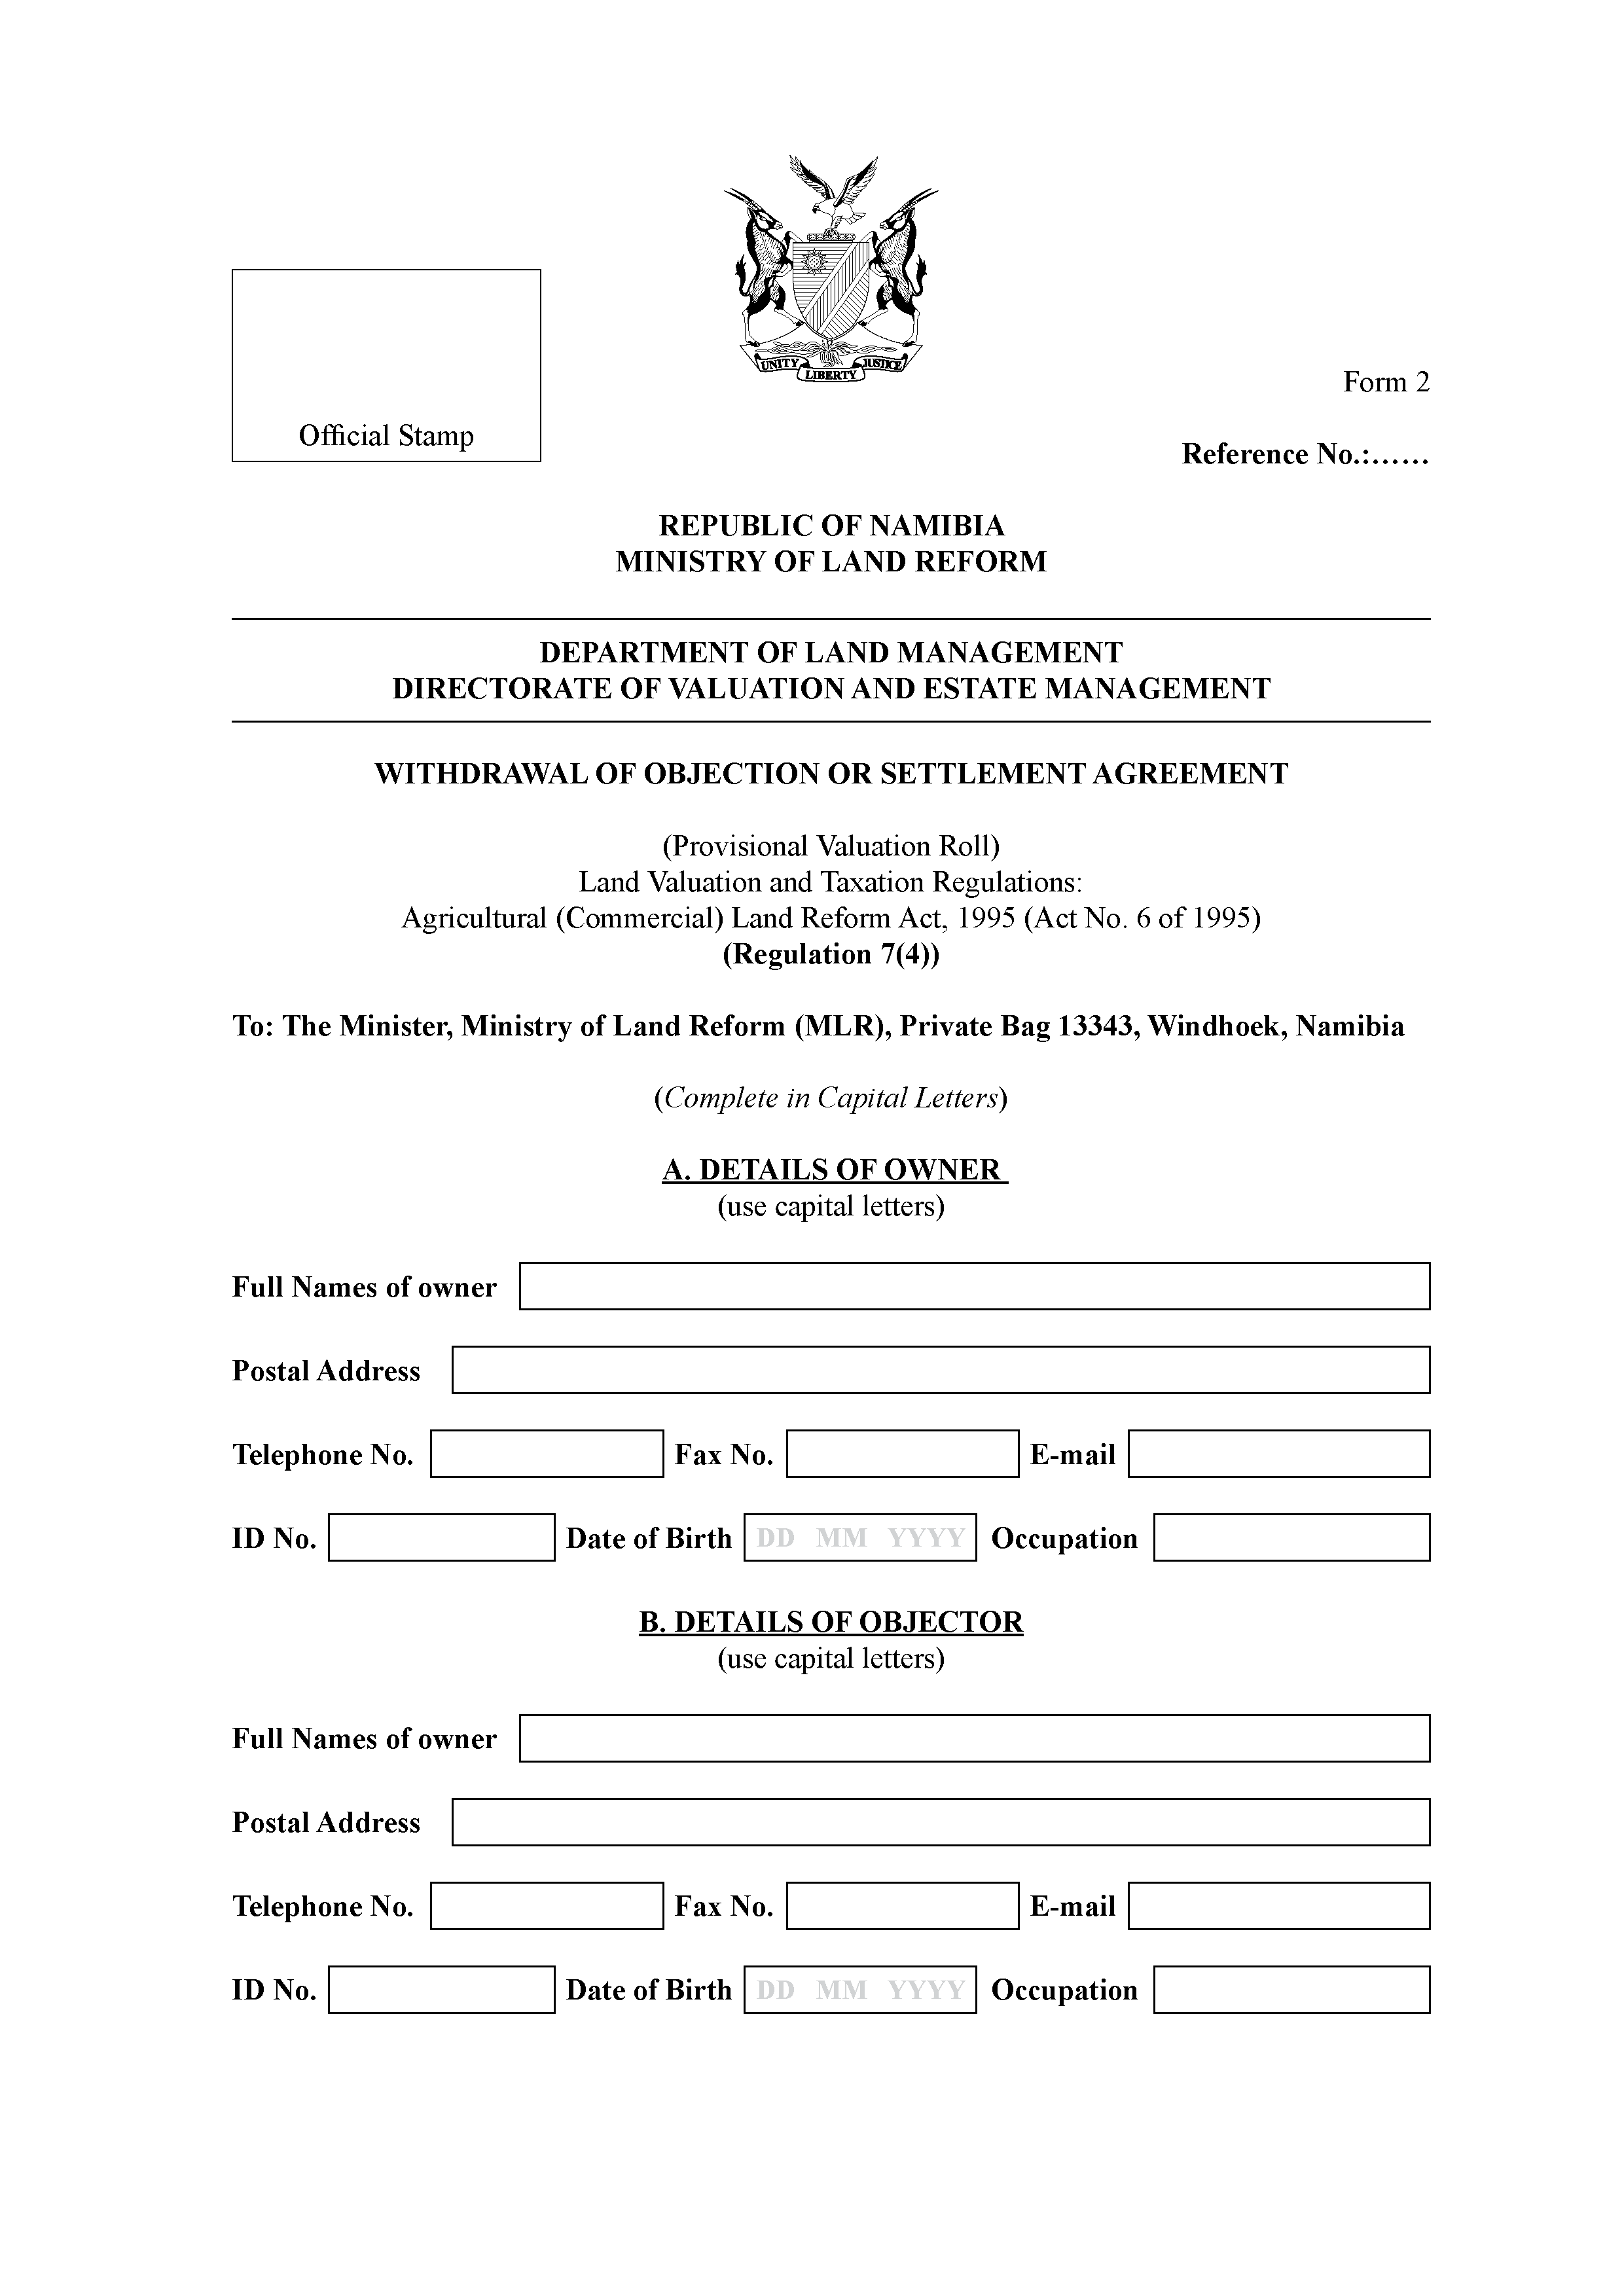 UNITY LIBERTY JUSTICE
Form 2
Official Stamp
Reference No.:......
REPUBLIC OF NAMIBIA
MINISTRY OF LAND REFORM
DEPARTMENT OF LAND MANAGEMENT
DIRECTORATE OF VALUATION AND ESTATE MANAGEMENT
WITHDRAWAL OF OBJECTION OR SETTLEMENT AGREEMENT
(Provisional Valuation Roll)
Land Valuation and Taxation Regulations:
Agricultural (Commercial) Land Reform Act, 1995 (Act No. 6 of 1995)
(Regulation 7(4))
To: The Minister, Ministry of Land Reform (MLR), Private Bag 13343, Windhoek, Namibia
(Complete in Capital Letters)
A. DETAILS OF OWNER
(use capital letters)
Full Names of owner
Postal Address
Telephone No. Fax No. E-mail
ID No. Date of Birth DD MM YYYY Occupation
B. DETAILS OF OBJECTOR
(use capital letters)
Full Names of owner
Postal Address
Telephone No. Fax No. E-mail
ID No. Date of Birth DD MM YYYY Occupation